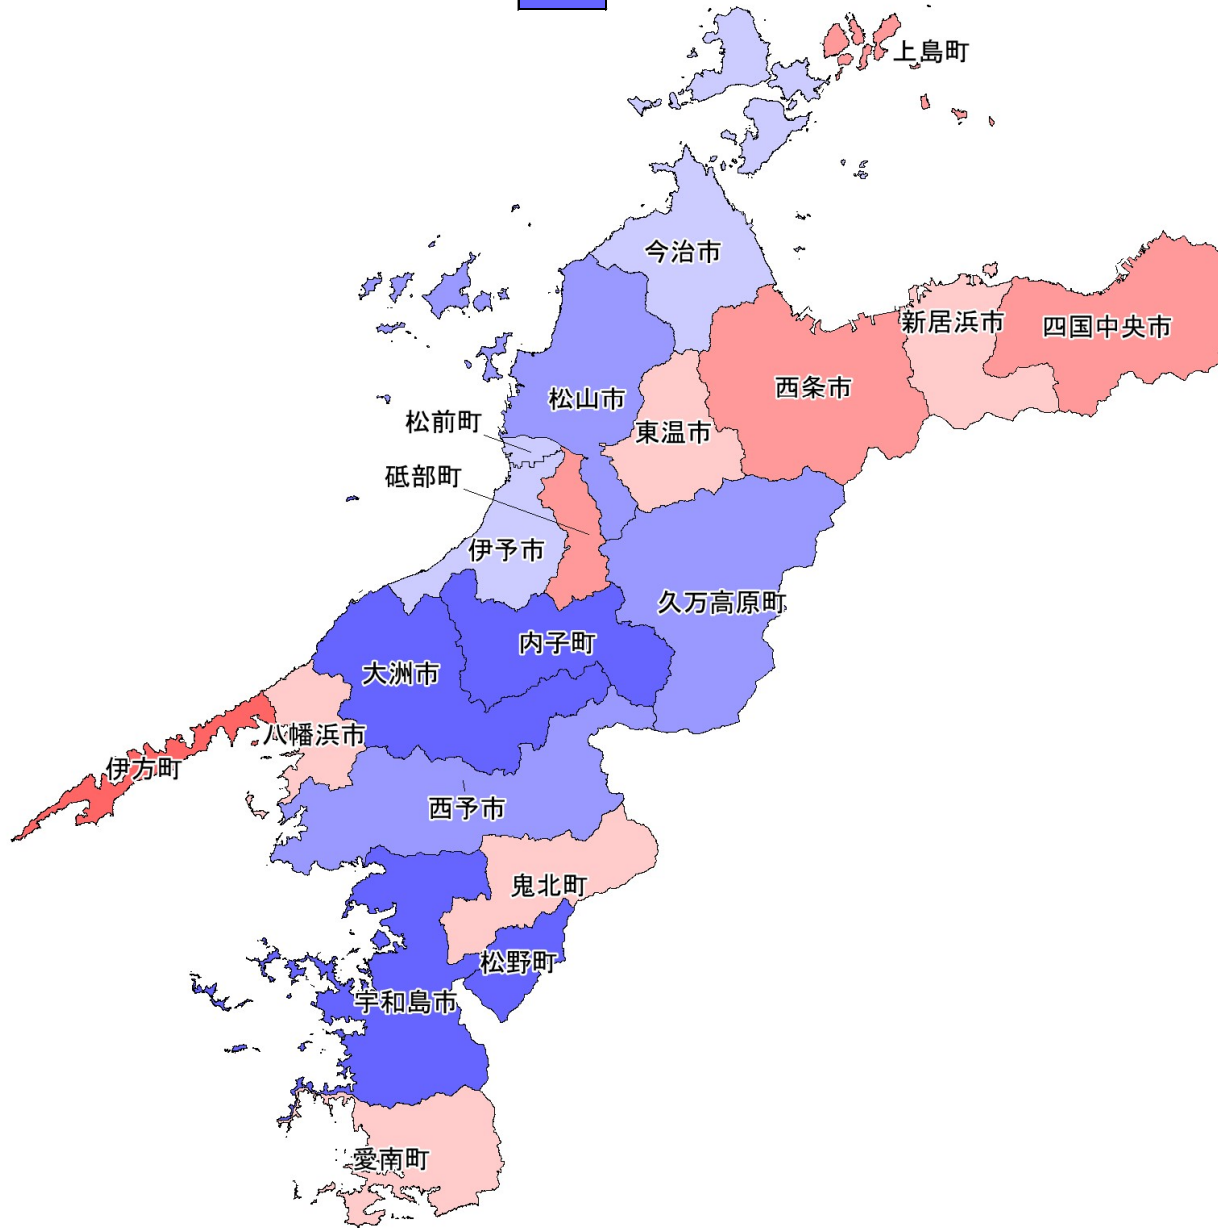 上島町
今治市
新居浜市
四国中央市
西条市
松山市
松前町
東温市
砥部町
伊予市
久万高原町
内子町
大洲市
八幡浜市
伊方町
西予市
鬼北町
松野町
宇和島市
愛南町